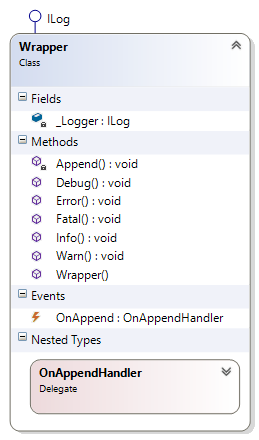 ILog
Wrapper
Class
Fields
_Logger : ILog
Methods
Append() : void
Debug() : void
Error() : void
Fatal() : void
Info() : void
Warn() : void
Wrapper()
Events
OnAppend : OnAppendHandler
Nested Types
OnAppendHandler
Delegate